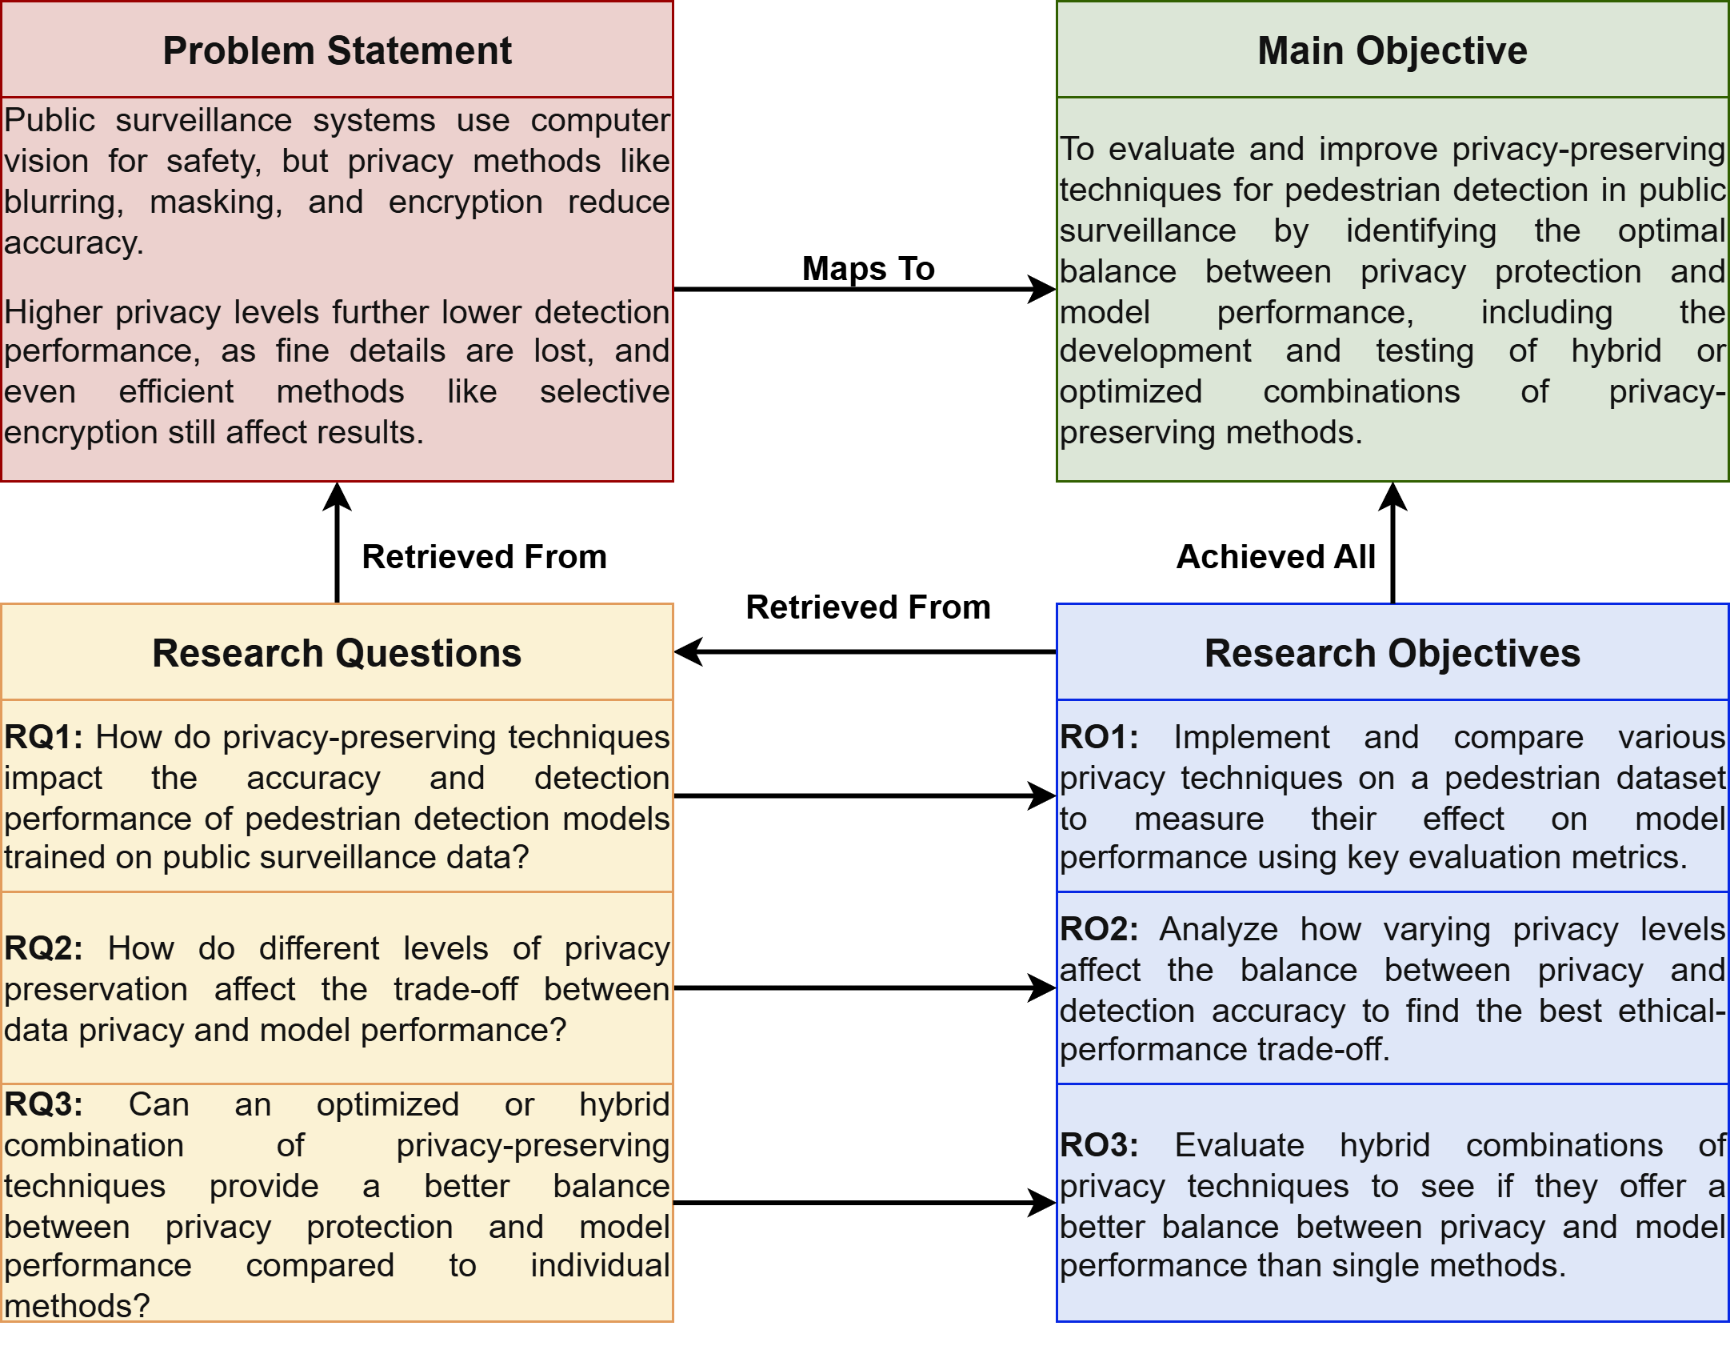 Problem Statement
Public surveillance systems use computer
vision for safety, but privacy methods like
blurring, masking, and encryption reduce
accuracy.
Higher privacy levels further lower detection
performance, as fine details are lost, and
even efficient methods like selective
encryption still affect results.
Maps To
Main Objective
To evaluate and improve privacy-preserving
techniques for pedestrian detection in public
surveillance by identifying the optimal
balance between privacy protection and
model performance, including the
development and testing of hybrid or
optimized combinations of privacy-
preserving methods.
Retrieved From
Achieved All
Retrieved From
Research Questions
RQ1: How do privacy-preserving techniques
impact the accuracy and detection
performance of pedestrian detection models
trained on public surveillance data?
RQ2: How do different levels of privacy
preservation affect the trade-off between
data privacy and model performance?
RQ3: Can an optimized or hybrid
combination of privacy-preserving
techniques provide a better balance
between privacy protection and model
performance compared to individual
methods?
Research Objectives
RO1: Implement and compare various
privacy techniques on a pedestrian dataset
to measure their effect on model
performance using key evaluation metrics.
RO2: Analyze how varying privacy levels
affect the balance between privacy and
detection accuracy to find the best ethical-
performance trade-off.
RO3: Evaluate hybrid combinations of
privacy techniques to see if they offer a
better balance between privacy and model
performance than single methods.